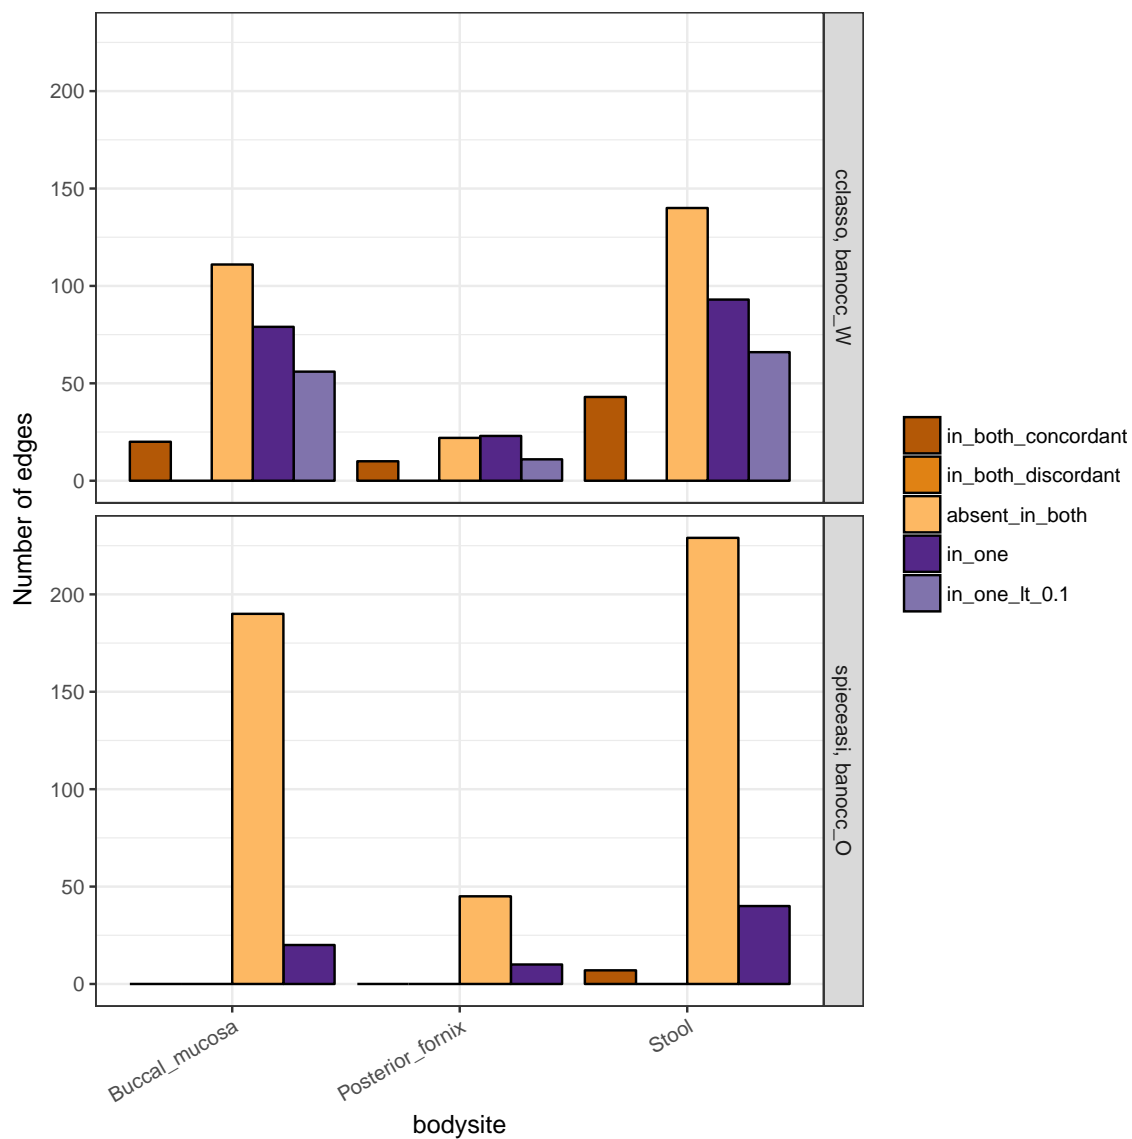 200
150
100
50
0
cclasso, banocc_W
200
150
100
50
0
spieceasi, banocc_O
Number of edges
Buccal_mucosa
Posterior_fornix
Stool
bodysite
in_both_concordant
in_both_discordant
absent_in_both
in_one
in_one_lt_0.1